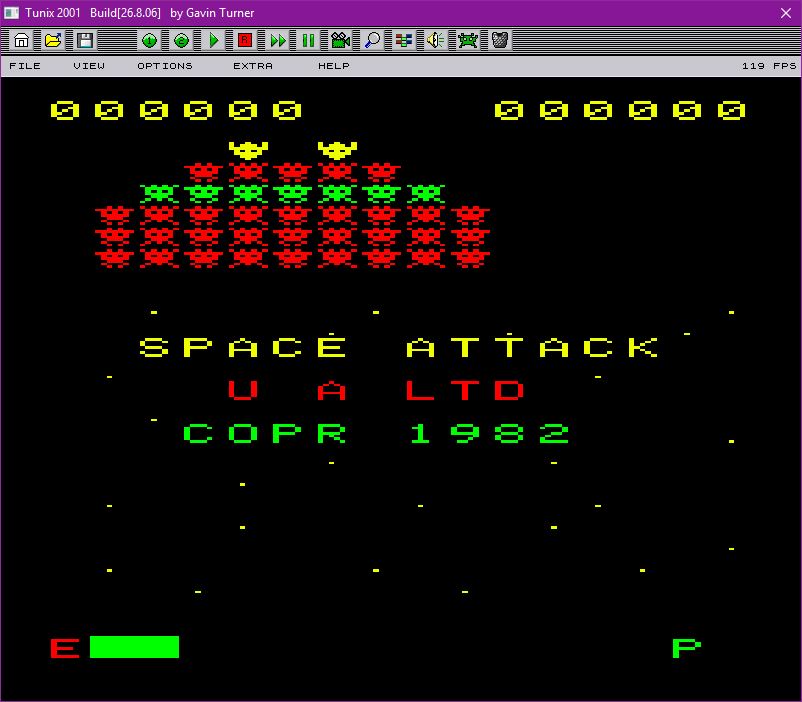 Tunix 2001 Build[26.8.06] by Gavin Turner
FILE VIEW OPTIONS EXTRA HELP 119 FPS
000000 000000
SPACE ATTACK
U A LTD
COPR 1982
E P